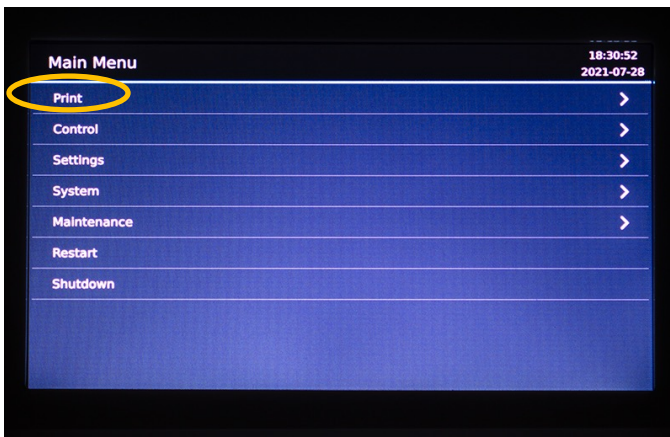 Main Menu
18:30:52
2021-07-28
Print
Control
Settings
System
Maintenance
Restart
Shutdown